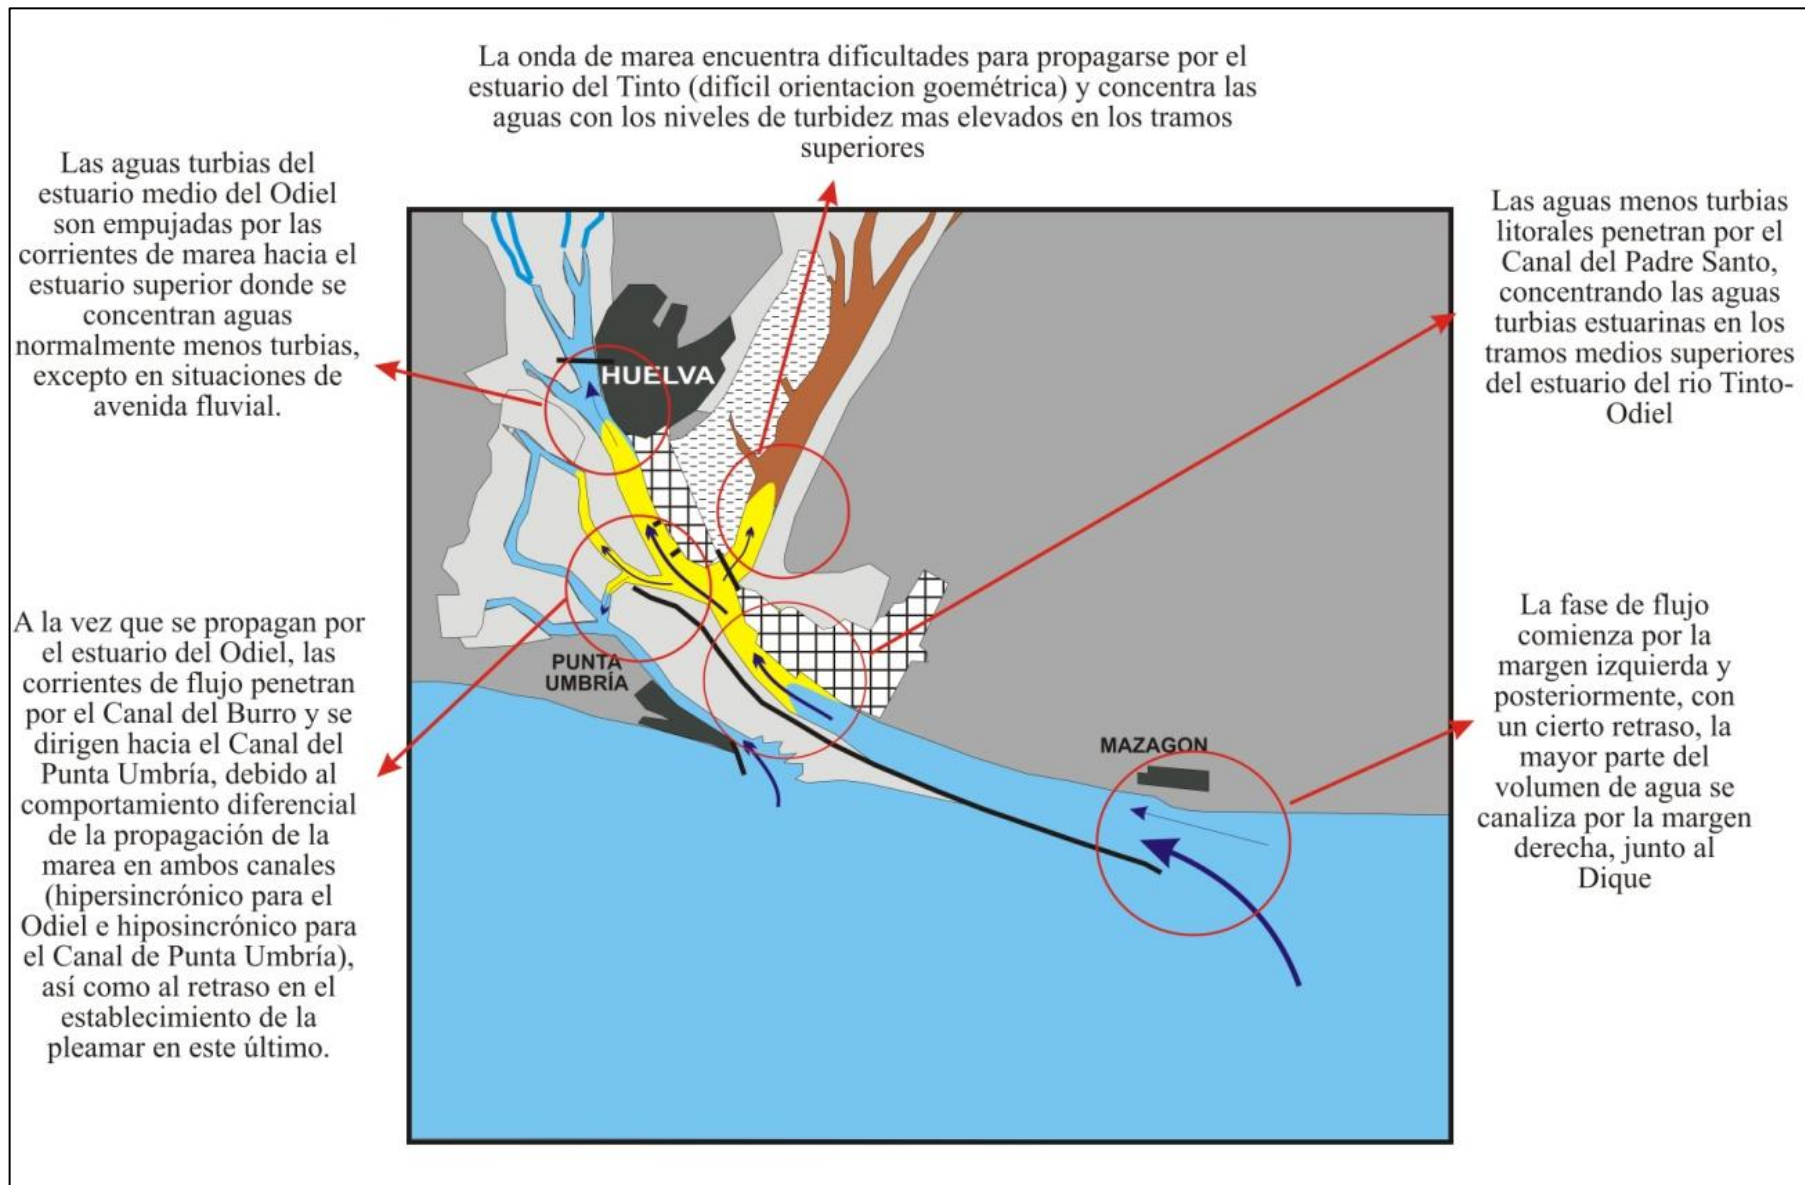 La onda de marea encuentra dificultades para propagarse por el
estuario del Tinto (difícil orientacion goemétrica) y concentra las
aguas con los niveles de turbidez mas elevados en los tramos
superiores
Las aguas turbias del
estuario medio del Odiel
son empujadas por las
corrientes de marea hacia el
estuario superior donde se
concentran aguas
normalmente menos turbias,
excepto en situaciones de
avenida fluvial.
Las aguas menos turbias
litorales penetran por el
Canal del Padre Santo,
concentrando las aguas
turbias estuarinas en los
tramos medios superiores
del estuario del rio Tinto-
Odiel
HUELVA
A la vez que se propagan por
el estuario del Odiel, las
corrientes de flujo penetran
por el Canal del Burro y se
dirigen hacia el Canal del
Punta Umbría, debido al
comportamiento diferencial
de la propagación de la
marea en ambos canales
(hipersincrónico para el
Odiel e hiposincrónico para
el Canal de Punta Umbría),
así como al retraso en el
establecimiento de la
pleamar en este último.
PUNTA
UMBRÍA
MAZAGON
La fase de flujo
comienza por la
margen izquierda y
posteriormente, con
un cierto retraso, la
mayor parte del
volumen de agua se
canaliza por la margen
derecha, junto al
Dique